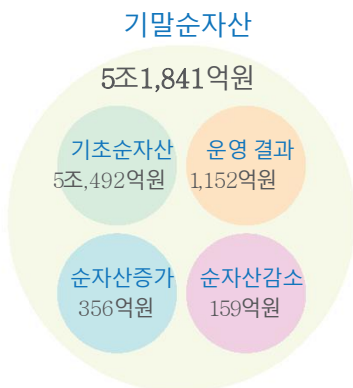 기말순자산
5조1,841억원
기초순자산
5조,492억원
운영 결과
1,152억원
순자산증가
356억원
순자산감소
159억원